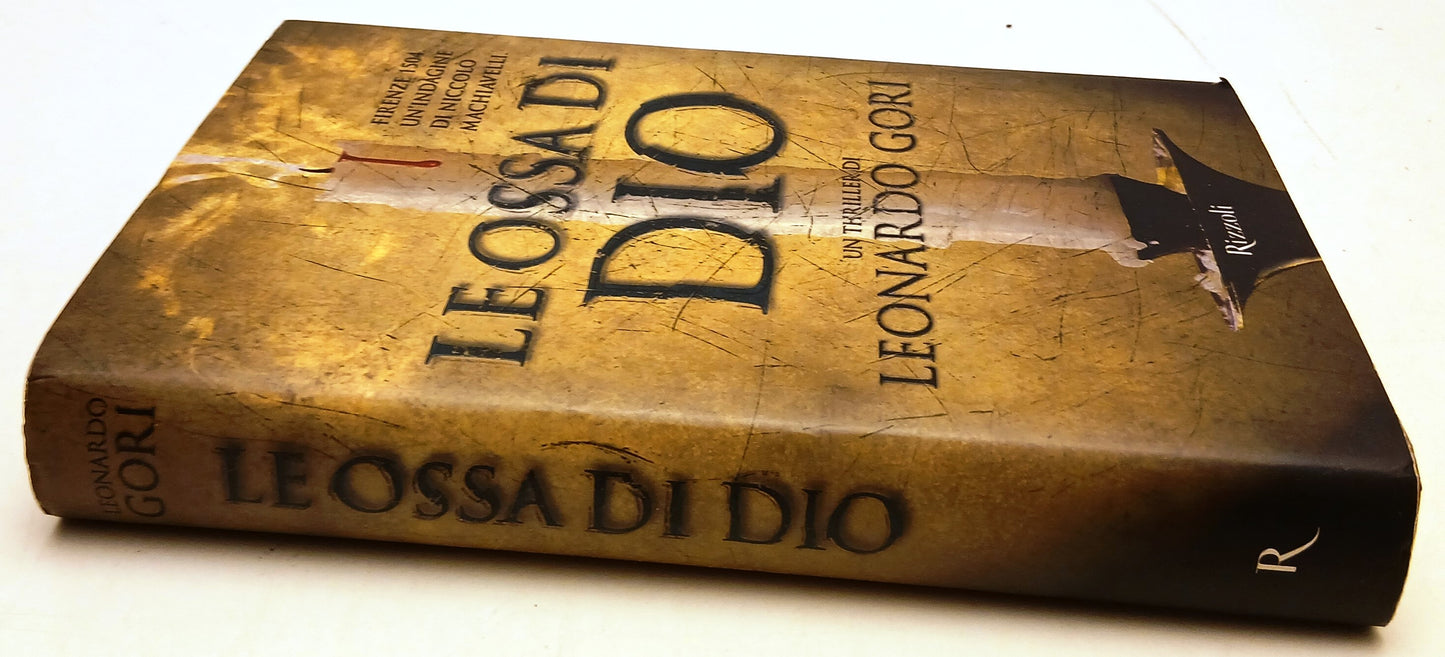 FIRENZE 1504
UN'INDAGINE
DI NICCOLÒ
MACHIAVELLI
LE OSSA DI
DIO
UN THRILLER DI
LEONARDO GORI
Rizzoli
LEONARDO
GORI
LE OSSA DI DIO
R